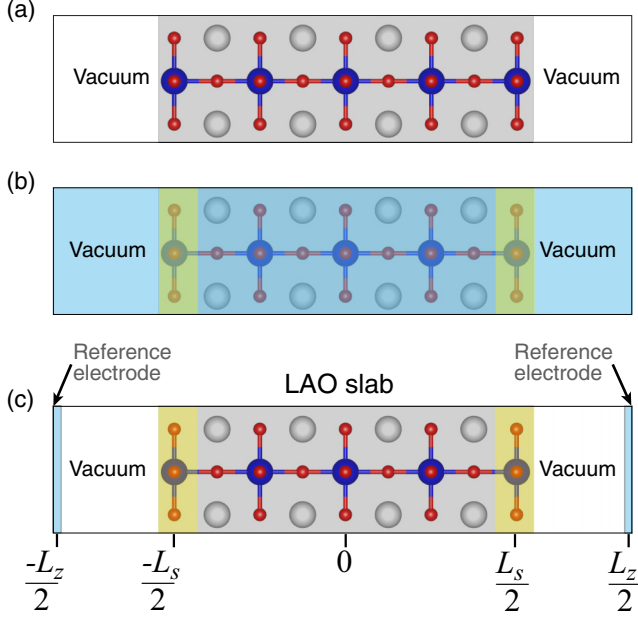 (a)
Vacuum
Vacuum
(b)
Vacuum
Vacuum
Reference
electrode
Reference
electrode
LAO slab
(c)
Vacuum
Vacuum
-L_z/2
-L_s/2
0
L_s/2
L_z/2